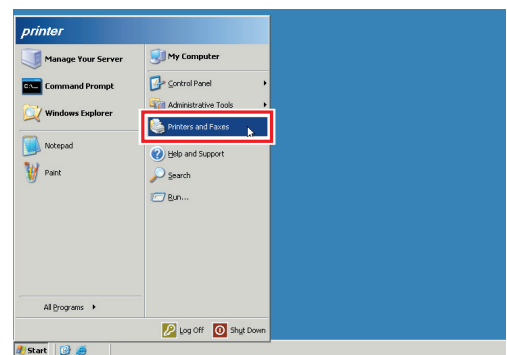 printer
Manage Your Server
Command Prompt
Windows Explorer
Notepad
Paint
All Programs
My Computer
Control Panel
Administrative Tools
Printers and Faxes
Help and Support
Search
Run...
Log Off
Shut Down
Start